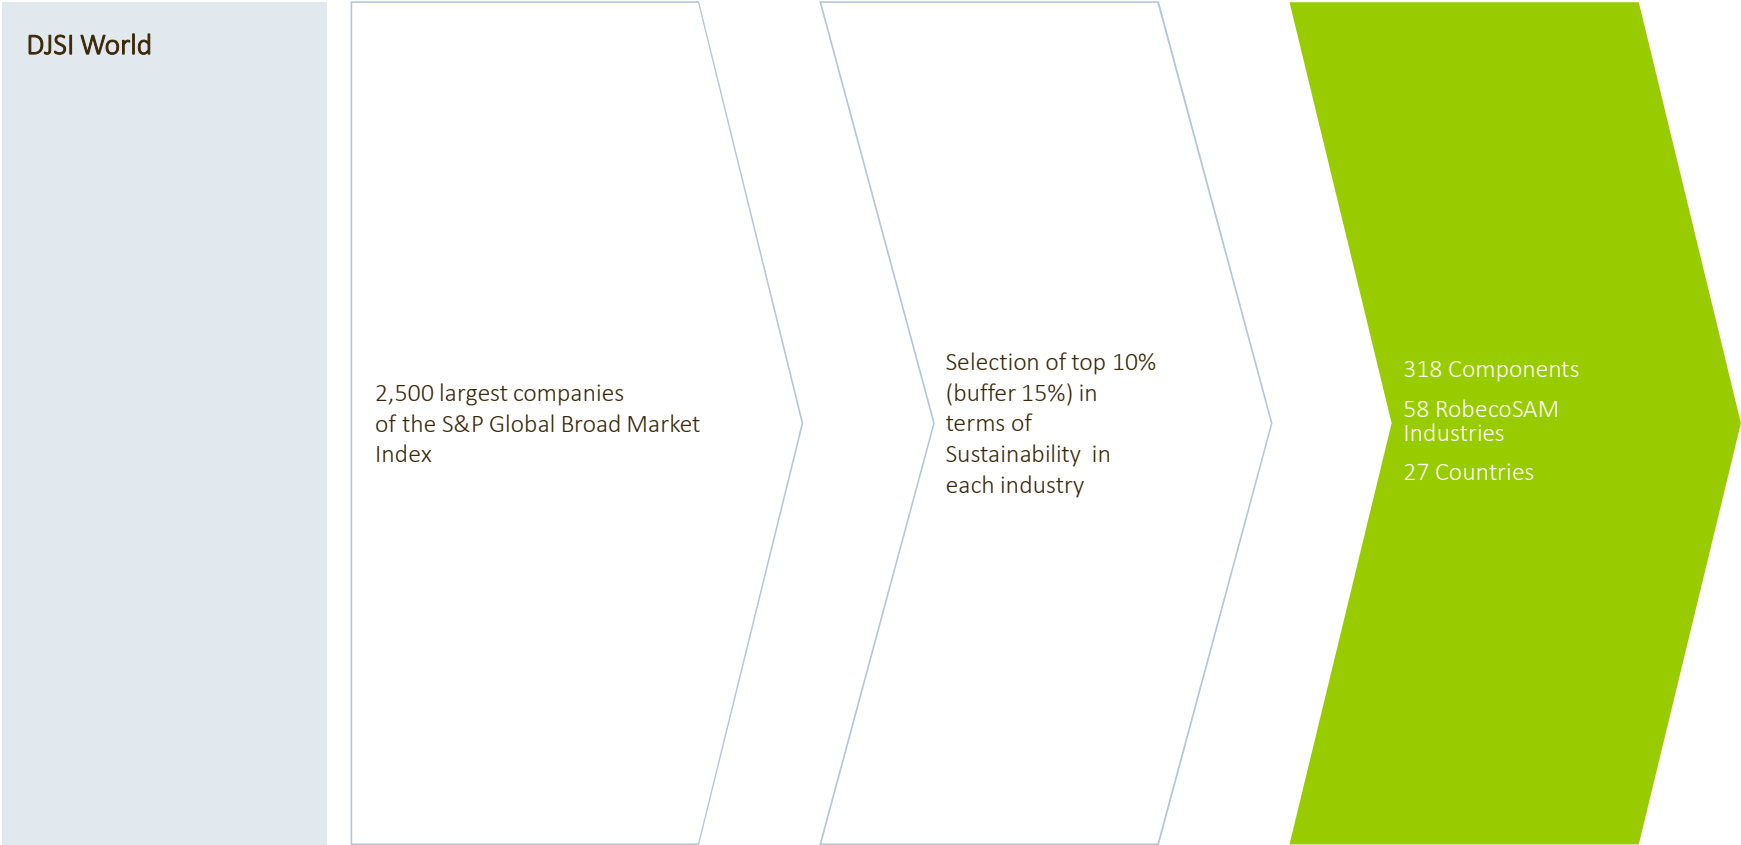 DJSI World
2,500 largest companies
of the S&P Global Broad Market
Index
Selection of top 10%
(buffer 15%) in
terms of
Sustainability  in
each industry
318 Components
58 RobecoSAM
Industries
27 Countries